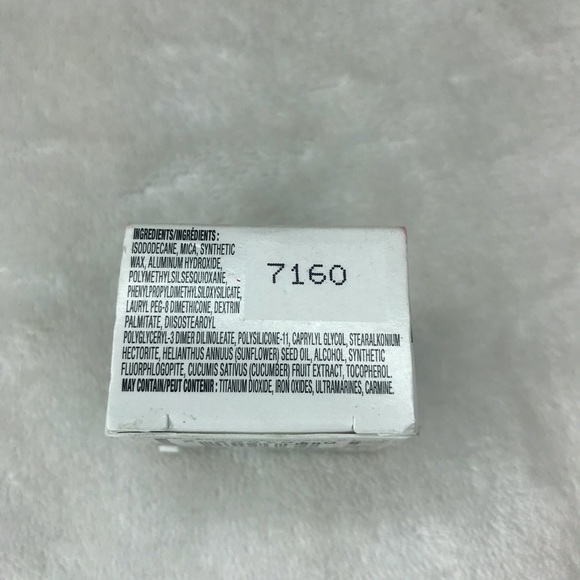 INGREDIENTS/INGRÉDIENTS :
ISODODECANE, MICA, SYNTHETIC
WAX, ALUMINUM HYDROXIDE,
POLYMETHYLSILSESQUIOXANE,
PHENYLPROPYLDIMETHYLSILOXYSILICATE,
LAURYL PEG-8 DIMETHICONE, DEXTRIN
PALMITATE, DIISOSTEAROYL
POLYGLYCERYL-3 DIMER DILINOLEATE, POLYSILICONE-11, CAPRYLYL GLYCOL, STEARALKONIUM
HECTORITE, HELIANTHUS ANNUUS (SUNFLOWER) SEED OIL, ALCOHOL, SYNTHETIC
FLUORPHLOGOPITE, CUCUMIS SATIVUS (CUCUMBER) FRUIT EXTRACT, TOCOPHEROL.
MAY CONTAIN/PEUT CONTENIR : TITANIUM DIOXIDE, IRON OXIDES, ULTRAMARINES, CARMINE.
7160